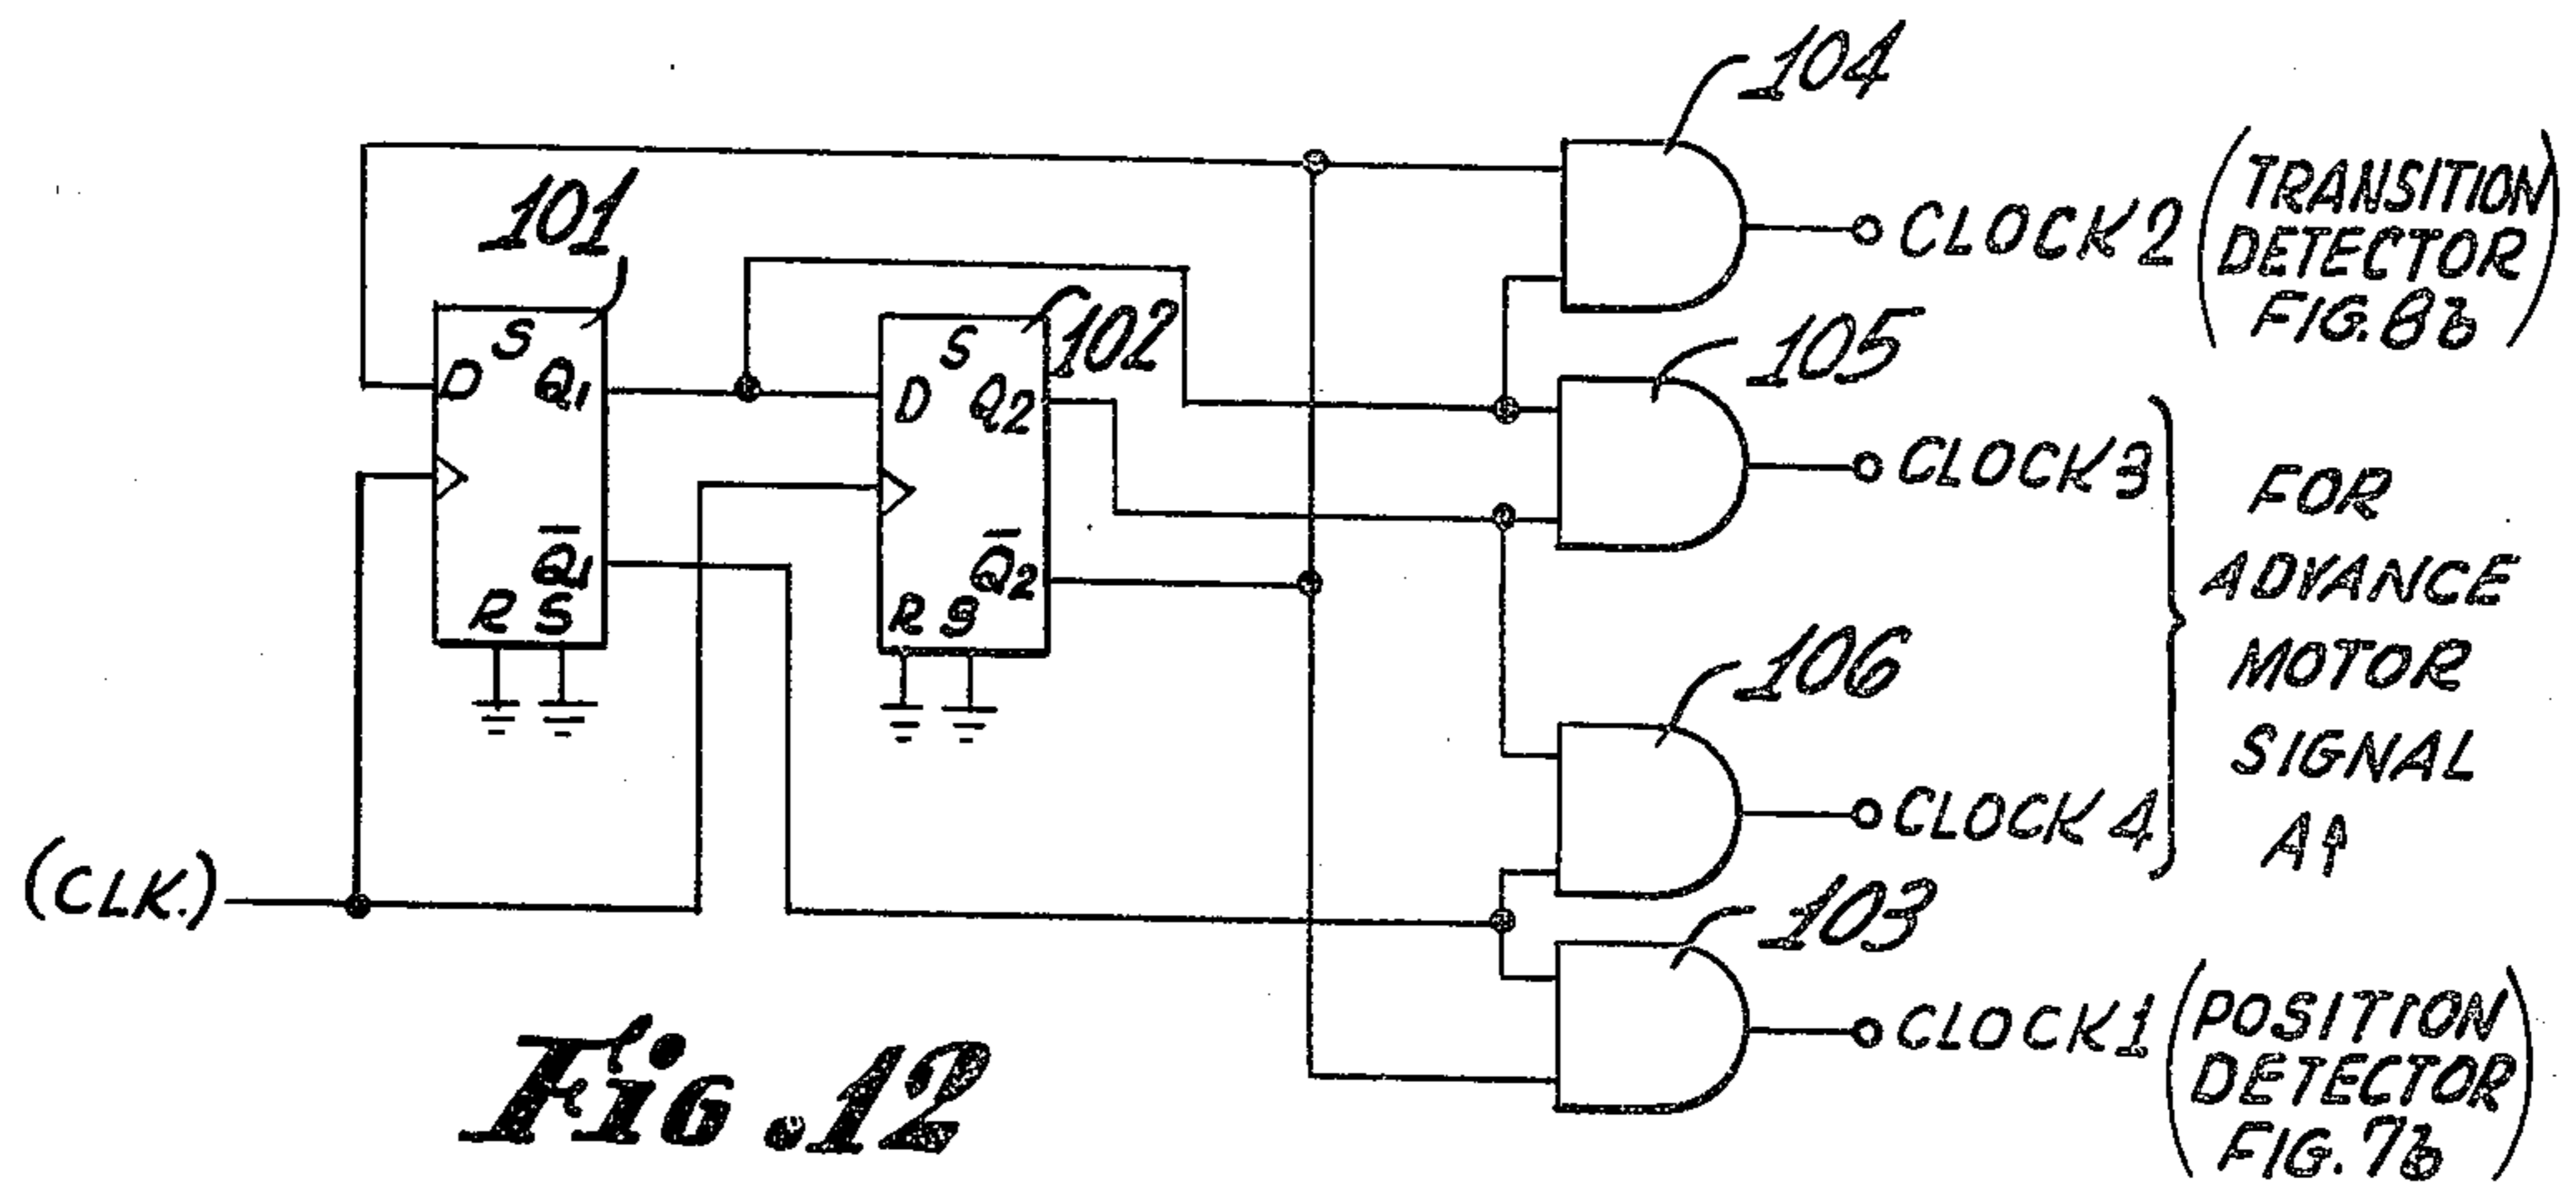 104
CLOCK 2
(TRANSITION
DETECTOR
FIG. 8b)
101
S
D
Q1
Q̅1
R S
102
S
D
Q2
Q̅2
R S
105
CLOCK 3
FOR
ADVANCE
MOTOR
SIGNAL
A↑
106
CLOCK 4
(CLK.)
103
CLOCK 1
(POSITION
DETECTOR
FIG. 7b)
FIG. 12